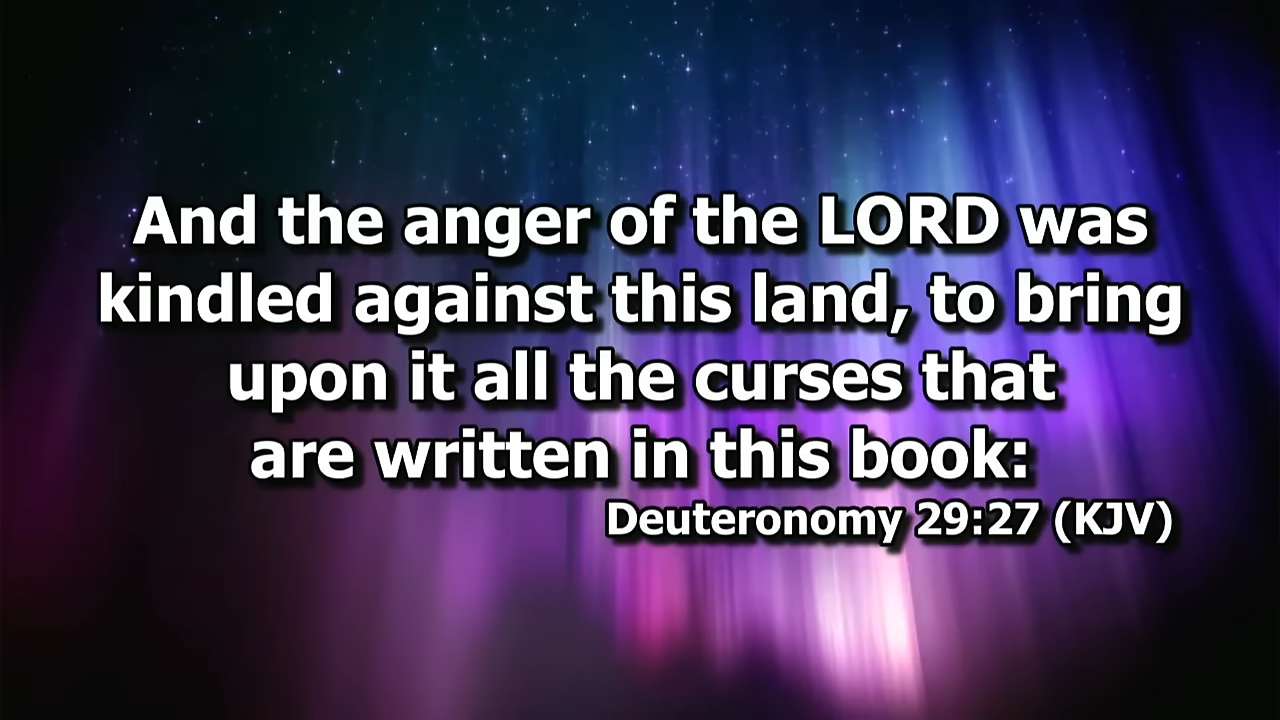 And the anger of the LORD was
kindled against this land, to bring
upon it all the curses that
are written in this book:
Deuteronomy 29:27 (KJV)